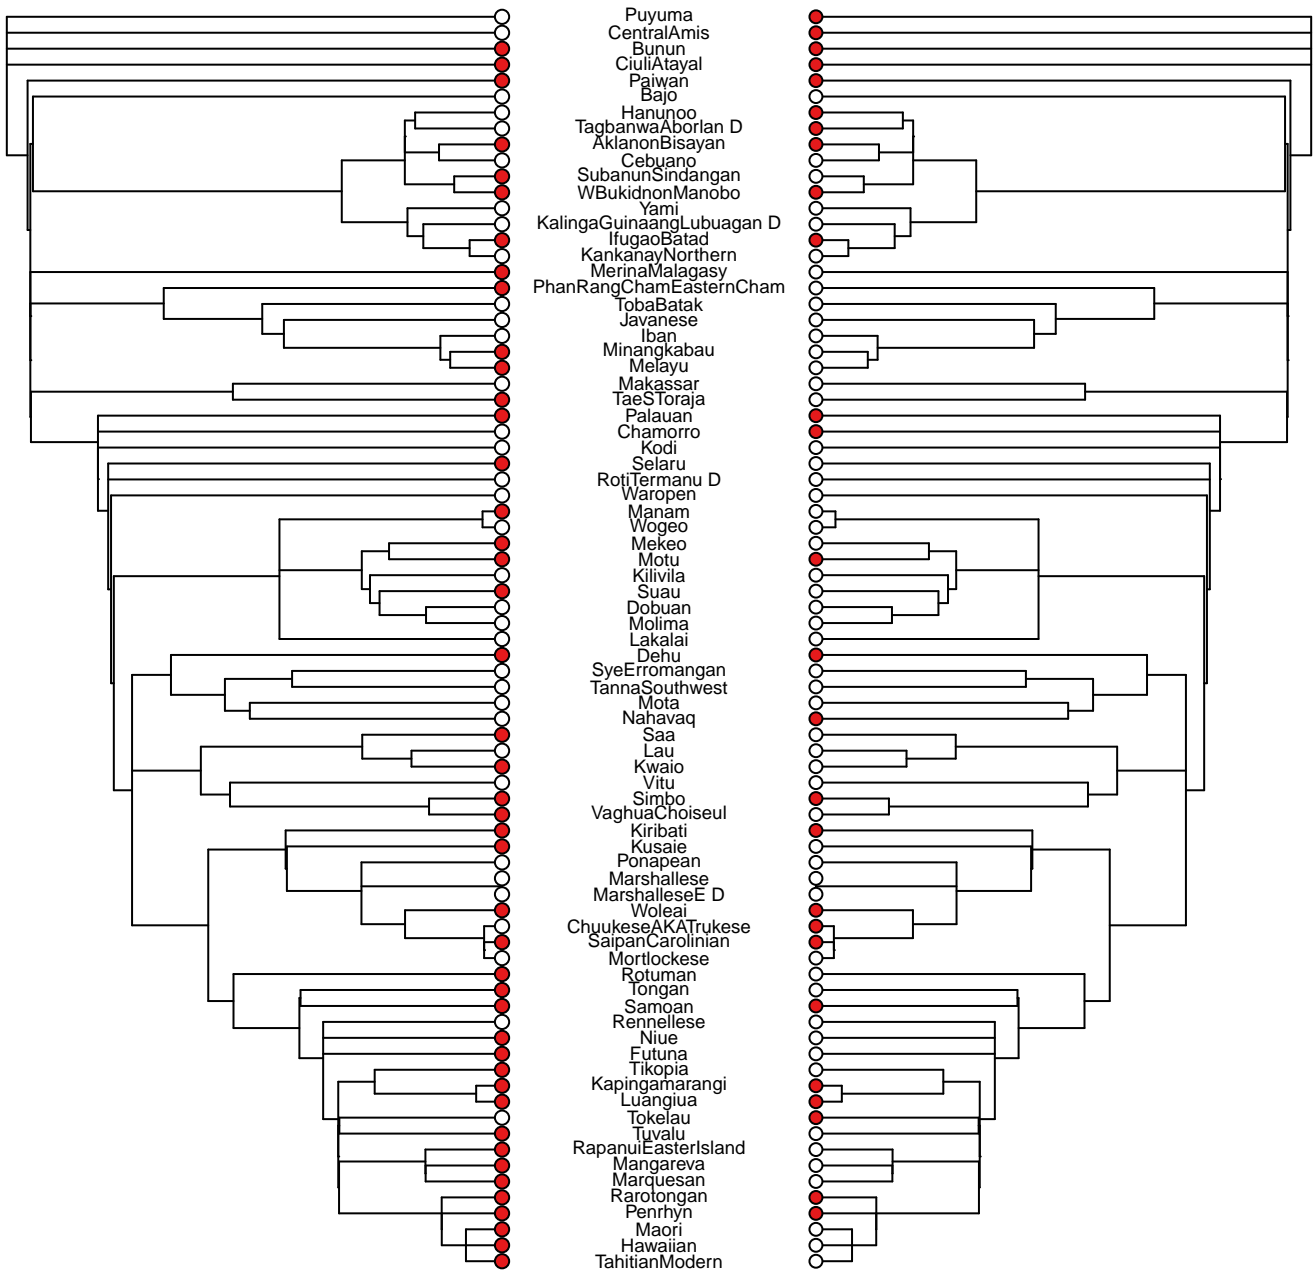 Puyuma
CentralAmis
Bunun
CiuliAtayal
Paiwan
Bajo
Hanunoo
TagbanwaAborlan D
AklanonBisayan
Cebuano
SubanunSindangan
WBukidnonManobo
Yami
KalingaGuinaangLubuagan D
IfugaoBatad
KankanayNorthern
MerinaMalagasy
PhanRangChamEasternCham
TobaBatak
Javanese
Iban
Minangkabau
Melayu
Makassar
TaeSToraja
Palauan
Chamorro
Kodi
Selaru
RotiTermanu D
Waropen
Manam
Wogeo
Mekeo
Motu
Kilivila
Suau
Dobuan
Molima
Lakalai
Dehu
SyeErromangan
TannaSouthwest
Mota
Nahavaq
Saa
Lau
Kwaio
Vitu
Simbo
VaghuaChoiseul
Kiribati
Kusaie
Ponapean
Marshallese
MarshalleseE D
Woleai
ChuukeseAKATrukese
SaipanCarolinian
Mortlockese
Rotuman
Tongan
Samoan
Rennellese
Niue
Futuna
Tikopia
Kapingamarangi
Luangiua
Tokelau
Tuvalu
RapanuiEasterIsland
Mangareva
Marquesan
Rarotongan
Penrhyn
Maori
Hawaiian
TahitianModern